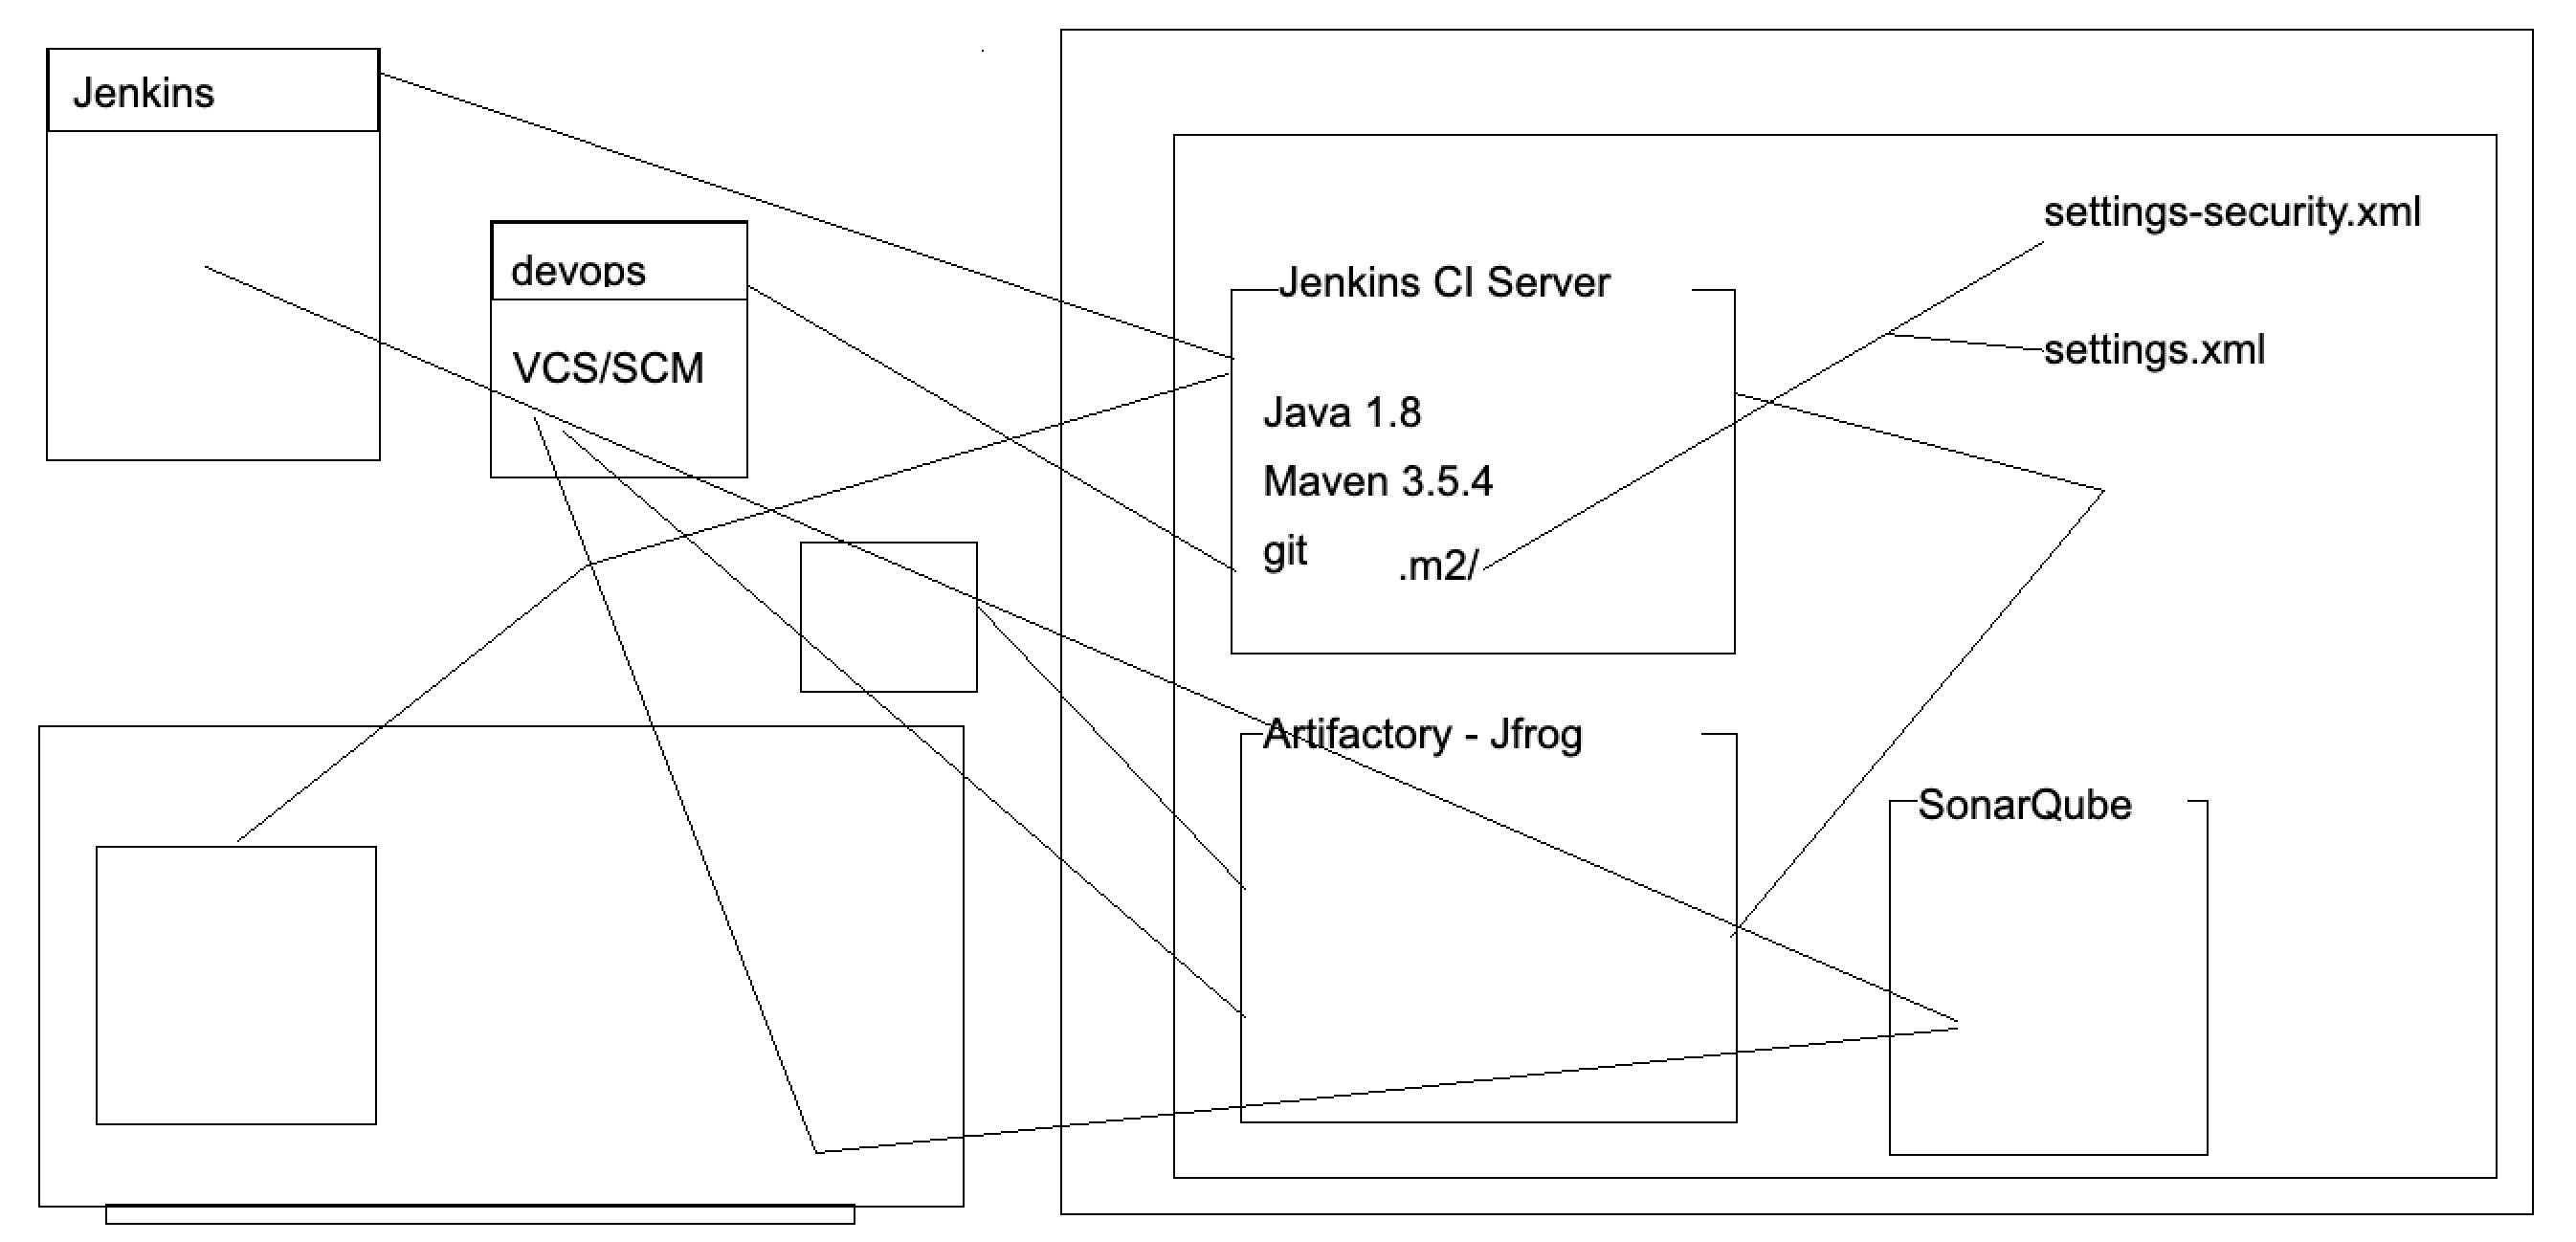 Jenkins
devops
VCS/SCM
Jenkins CI Server
Java 1.8
Maven 3.5.4
git
.m2/
settings-security.xml
settings.xml
Artifactory - Jfrog
SonarQube